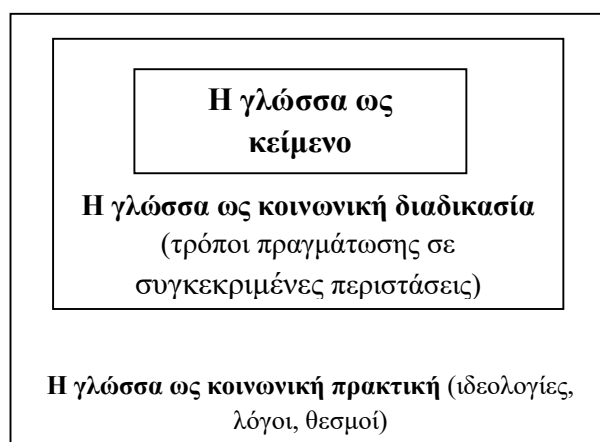 Η γλώσσα ως
κείμενο
Η γλώσσα ως κοινωνική διαδικασία
(τρόποι πραγμάτωσης σε
συγκεκριμένες περιστάσεις)
Η γλώσσα ως κοινωνική πρακτική (ιδεολογίες,
λόγοι, θεσμοί)